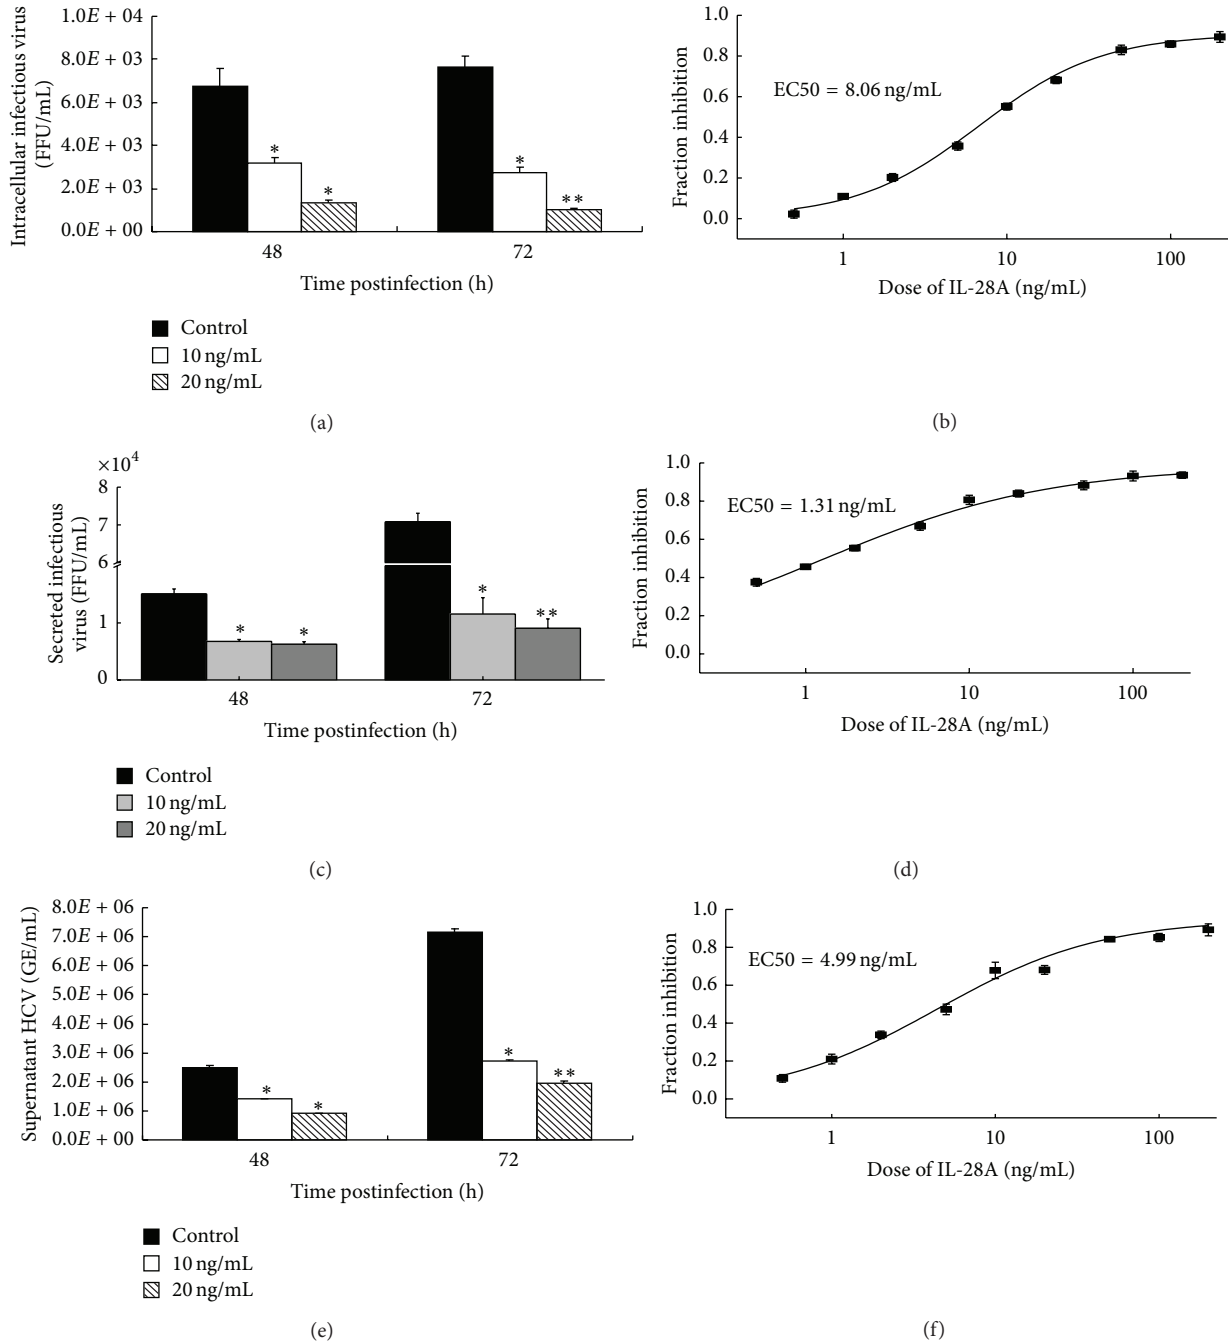 Intracellular infectious virus
(FFU/mL)
1.0E + 04
8.0E + 03
6.0E + 03
4.0E + 03
2.0E + 03
0.0E + 00
*
*
*
**
48
72
Time postinfection (h)
Control
10 ng/mL
20 ng/mL
(a)
Fraction inhibition
1.0
0.8
0.6
0.4
0.2
0.0
EC50 = 8.06 ng/mL
1
10
100
Dose of IL-28A (ng/mL)
(b)
Secreted infectious
virus (FFU/mL)
×10^4
8
7
6
1
0
*
*
*
**
48
72
Time postinfection (h)
Control
10 ng/mL
20 ng/mL
(c)
Fraction inhibition
1.0
0.8
0.6
0.4
0.2
0.0
EC50 = 1.31 ng/mL
1
10
100
Dose of IL-28A (ng/mL)
(d)
Supernatant HCV (GE/mL)
8.0E + 06
7.0E + 06
6.0E + 06
5.0E + 06
4.0E + 06
3.0E + 06
2.0E + 06
1.0E + 06
0.0E + 00
*
*
*
**
48
72
Time postinfection (h)
Control
10 ng/mL
20 ng/mL
(e)
Fraction inhibition
1.0
0.8
0.6
0.4
0.2
0.0
EC50 = 4.99 ng/mL
1
10
100
Dose of IL-28A (ng/mL)
(f)